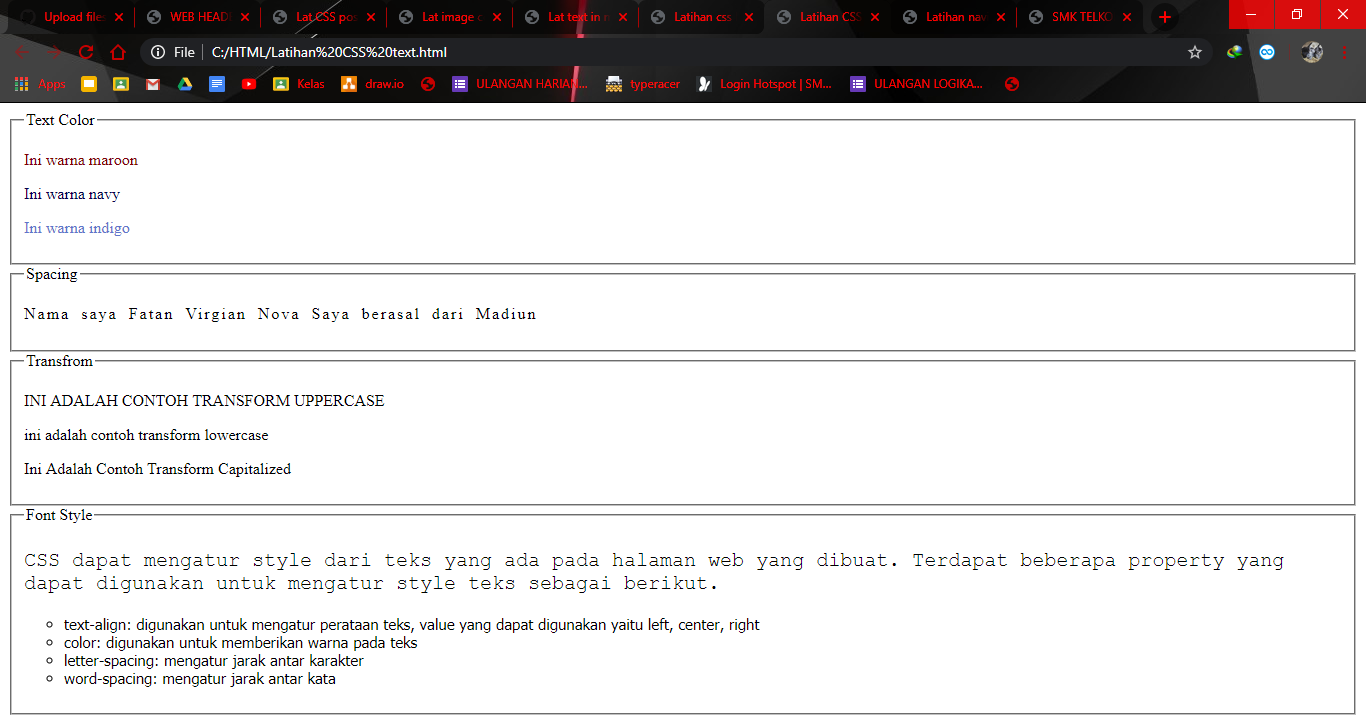 Upload files
WEB HEAD
Lat CSS pos
Lat image c
Lat text in
Latihan css
Latihan CSS
Latihan nav
SMK TELKO
File
C:/HTML/Latihan%20CSS%20text.html
Apps
Kelas
draw.io
ULANGAN HARIAN...
typeracer
Login Hotspot | SM...
ULANGAN LOGIKA...
Text Color
Ini warna maroon
Ini warna navy
Ini warna indigo
Spacing
Nama saya Fatan Virgian Nova Saya berasal dari Madiun
Transfrom
INI ADALAH CONTOH TRANSFORM UPPERCASE
ini adalah contoh transform lowercase
Ini Adalah Contoh Transform Capitalized
Font Style
CSS dapat mengatur style dari teks yang ada pada halaman web yang dibuat. Terdapat beberapa property yang
dapat digunakan untuk mengatur style teks sebagai berikut.
text-align: digunakan untuk mengatur perataan teks, value yang dapat digunakan yaitu left, center, right
color: digunakan untuk memberikan warna pada teks
letter-spacing: mengatur jarak antar karakter
word-spacing: mengatur jarak antar kata